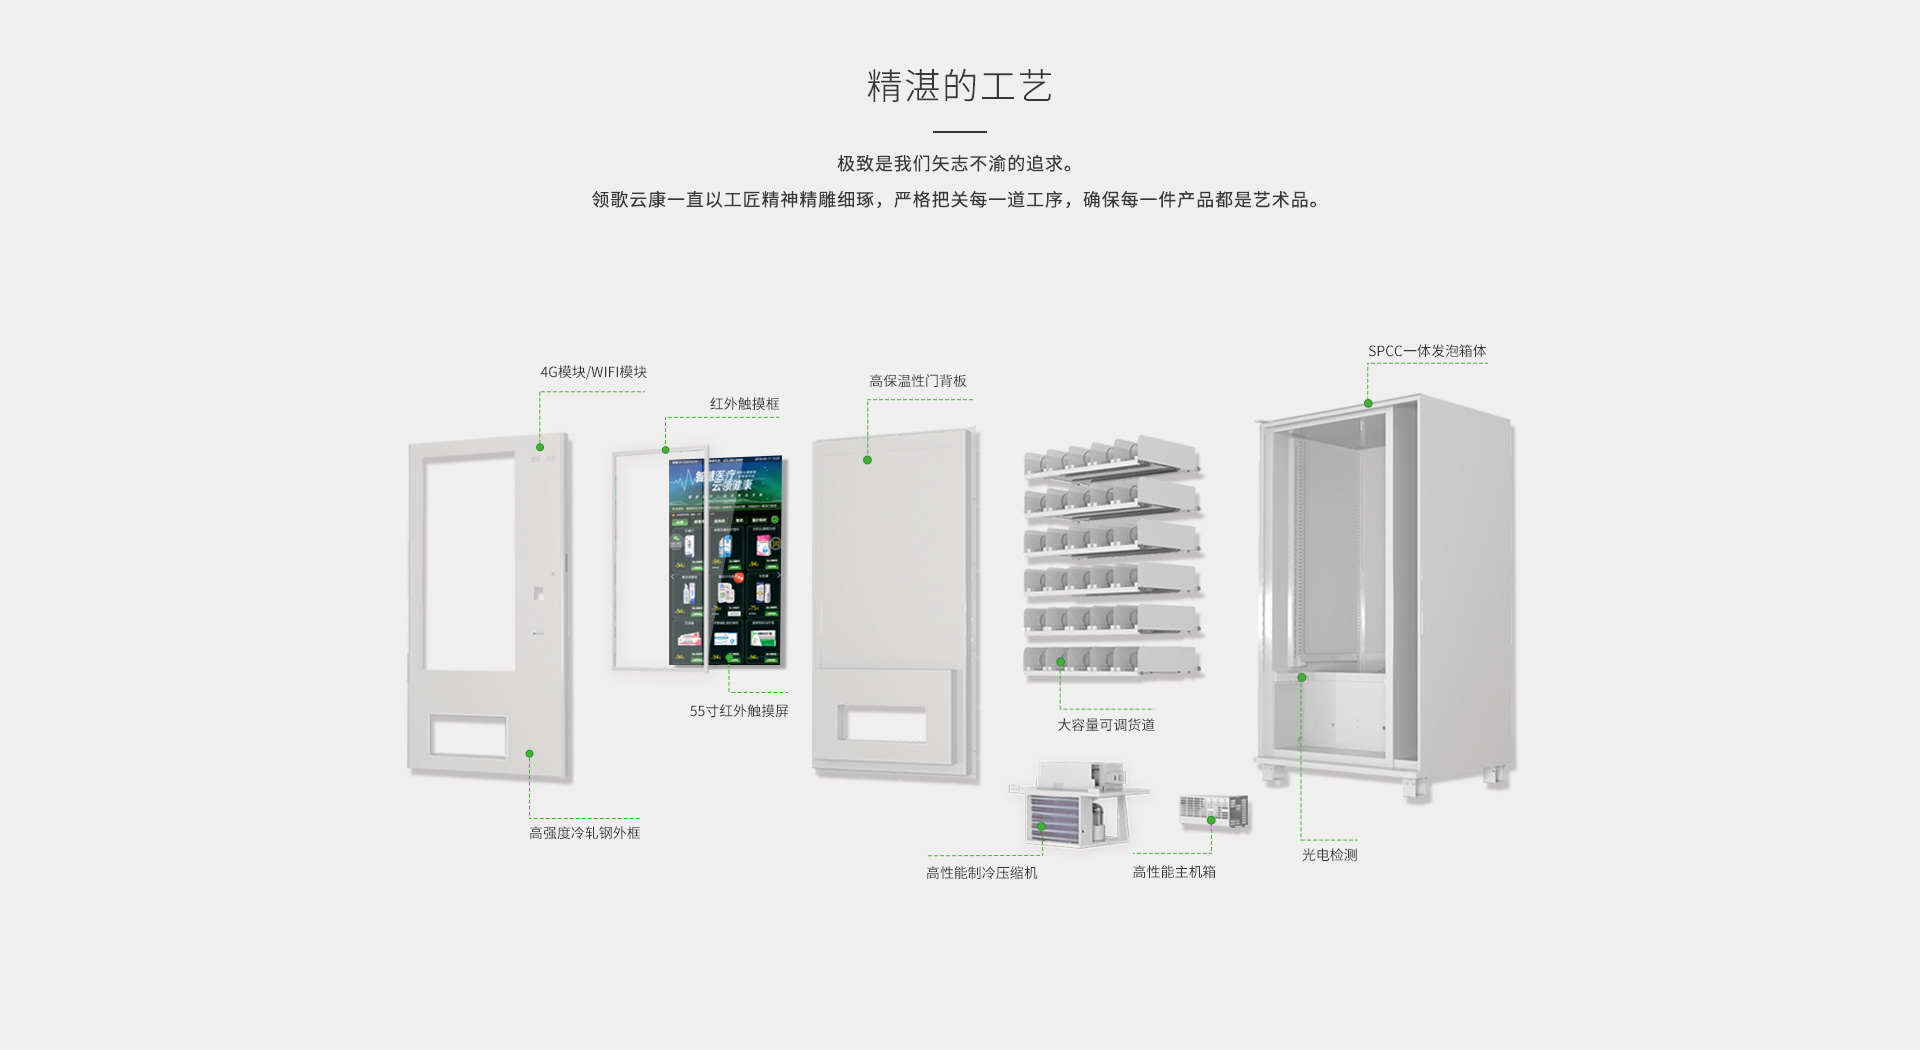 精湛的工艺
极致是我们矢志不渝的追求。
领歌云康一直以工匠精神精雕细琢，严格把关每一道工序，确保每一件产品都是艺术品。
SPCC一体发泡箱体
4G模块/WIFI模块
高保温性门背板
红外触摸框
智慧医疗
云领健康
55寸红外触摸屏
大容量可调货道
高强度冷轧钢外框
光电检测
高性能制冷压缩机
高性能主机箱